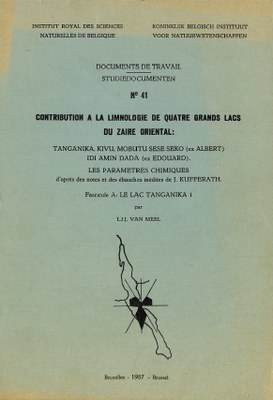 INSTITUT ROYAL DES SCIENCES
NATURELLES DE BELGIQUE
KONINKLIJK BELGISCH INSTITUUT
VOOR NATUURWETENSCHAPPEN
DOCUMENTS DE TRAVAIL
STUDIEDOCUMENTEN
Nº 41
CONTRIBUTION A LA LIMNOLOGIE DE QUATRE GRANDS LACS
DU ZAIRE ORIENTAL:
TANGANIKA, KIVU, MOBUTU SESE SEKO (ex ALBERT)
IDI AMIN DADA (ex EDOUARD).
LES PARAMETRES CHIMIQUES
d'après des notes et des ébauches inédites de J. KUFFERATH.
Fascicule A: LE LAC TANGANIKA 1
par
L.I.J. VAN MEEL
Bruxelles - 1987 - Brussel